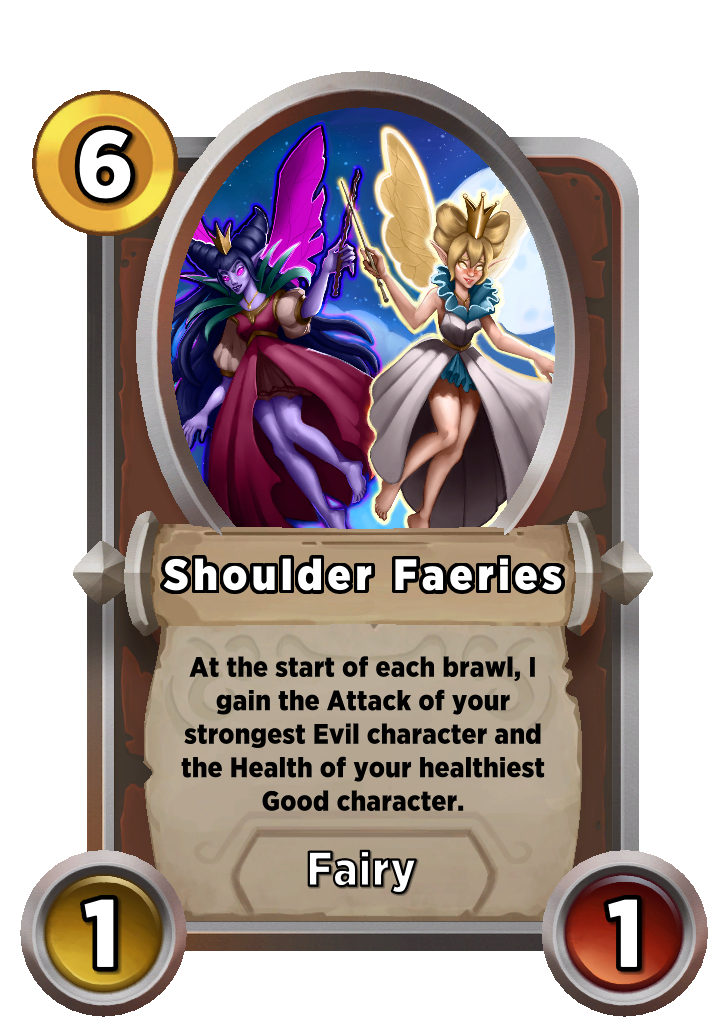 6
Shoulder Faeries
At the start of each brawl, I
gain the Attack of your
strongest Evil character and
the Health of your healthiest
Good character.
Fairy
1
1